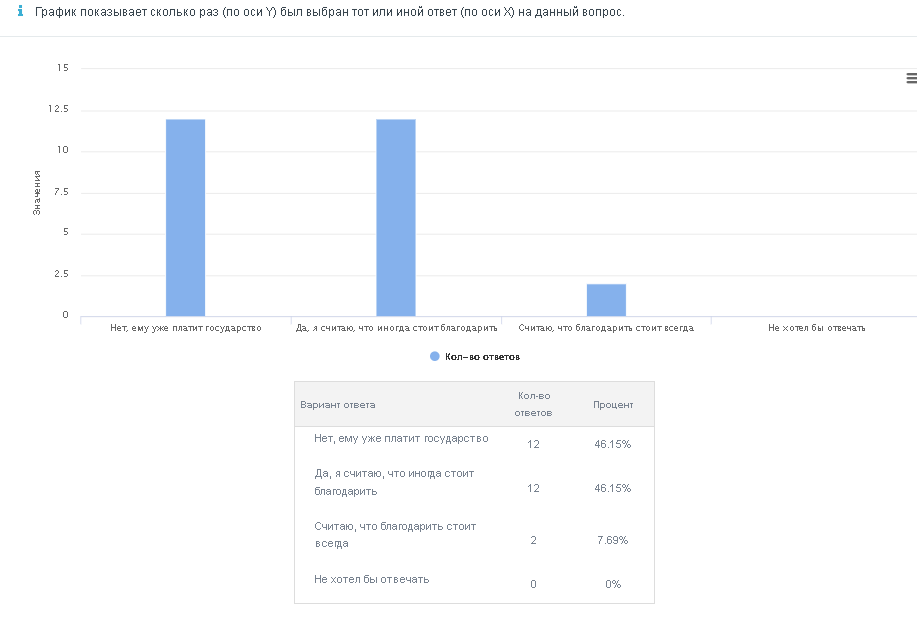 График показывает сколько раз (по оси Y) был выбран тот или иной ответ (по оси X) на данный вопрос.
15
12.5
10
7.5
5
2.5
0
Значения
Нет, ему уже платит государство
Да, я считаю, что иногда стоит благодарить
Считаю, что благодарить стоит всегда
Не хотел бы отвечать
Кол-во ответов
Вариант ответа
Кол-во
ответов
Процент
Нет, ему уже платит государство
12
46.15%
Да, я считаю, что иногда стоит
благодарить
12
46.15%
Считаю, что благодарить стоит
всегда
2
7.69%
Не хотел бы отвечать
0
0%